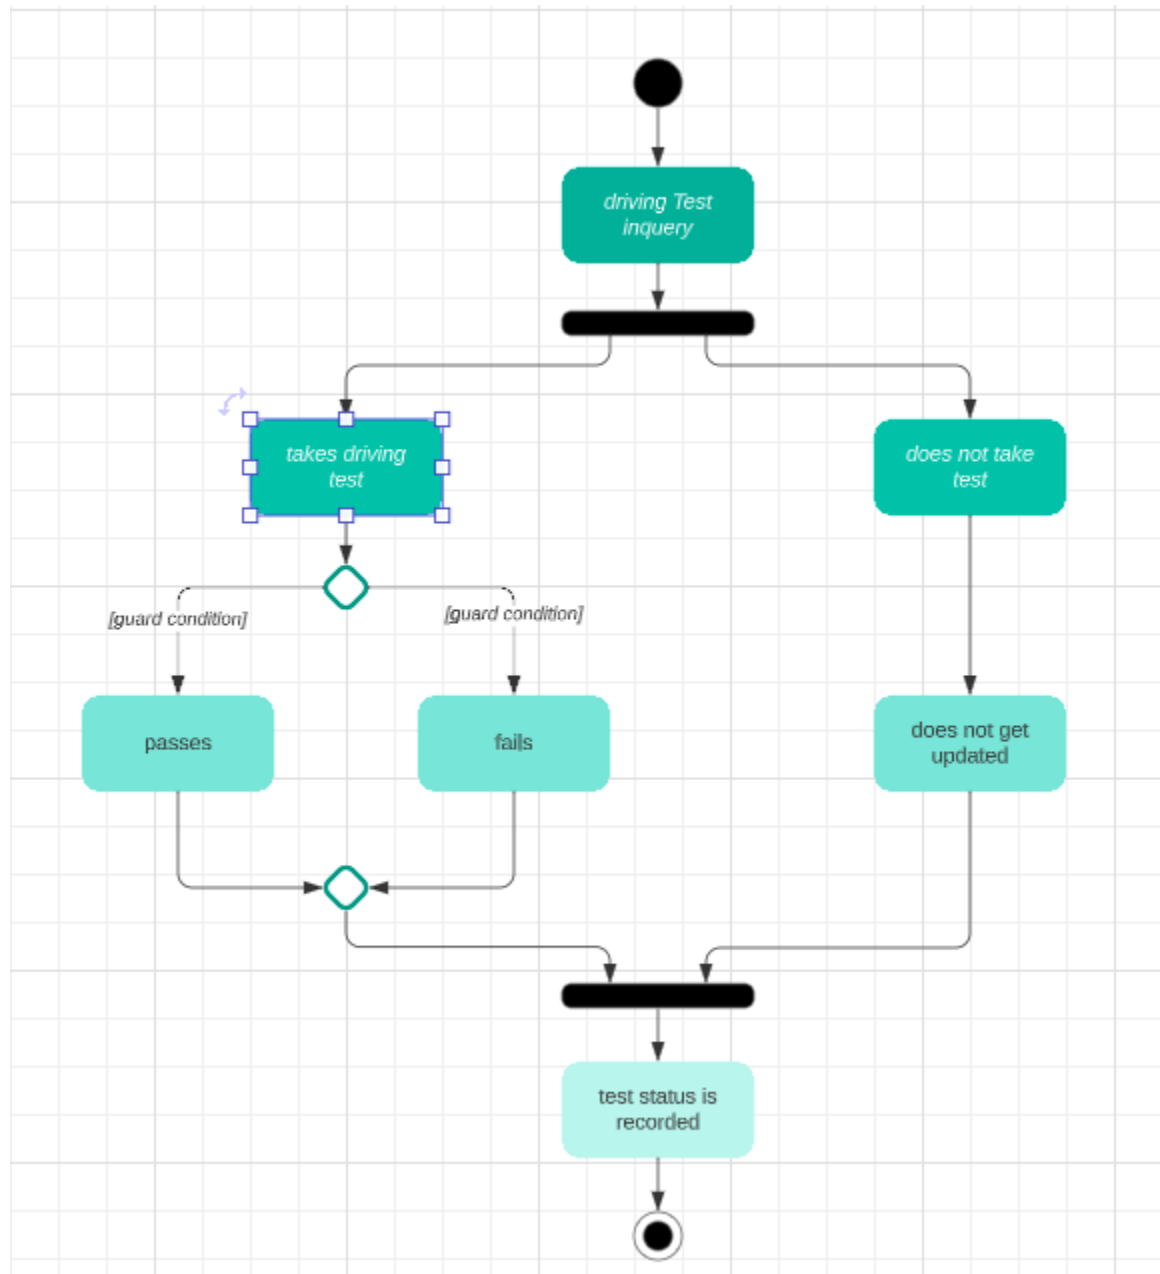 driving Test
inquery
takes driving
test
does not take
test
[guard condition]
[guard condition]
passes
fails
does not get
updated
test status is
recorded